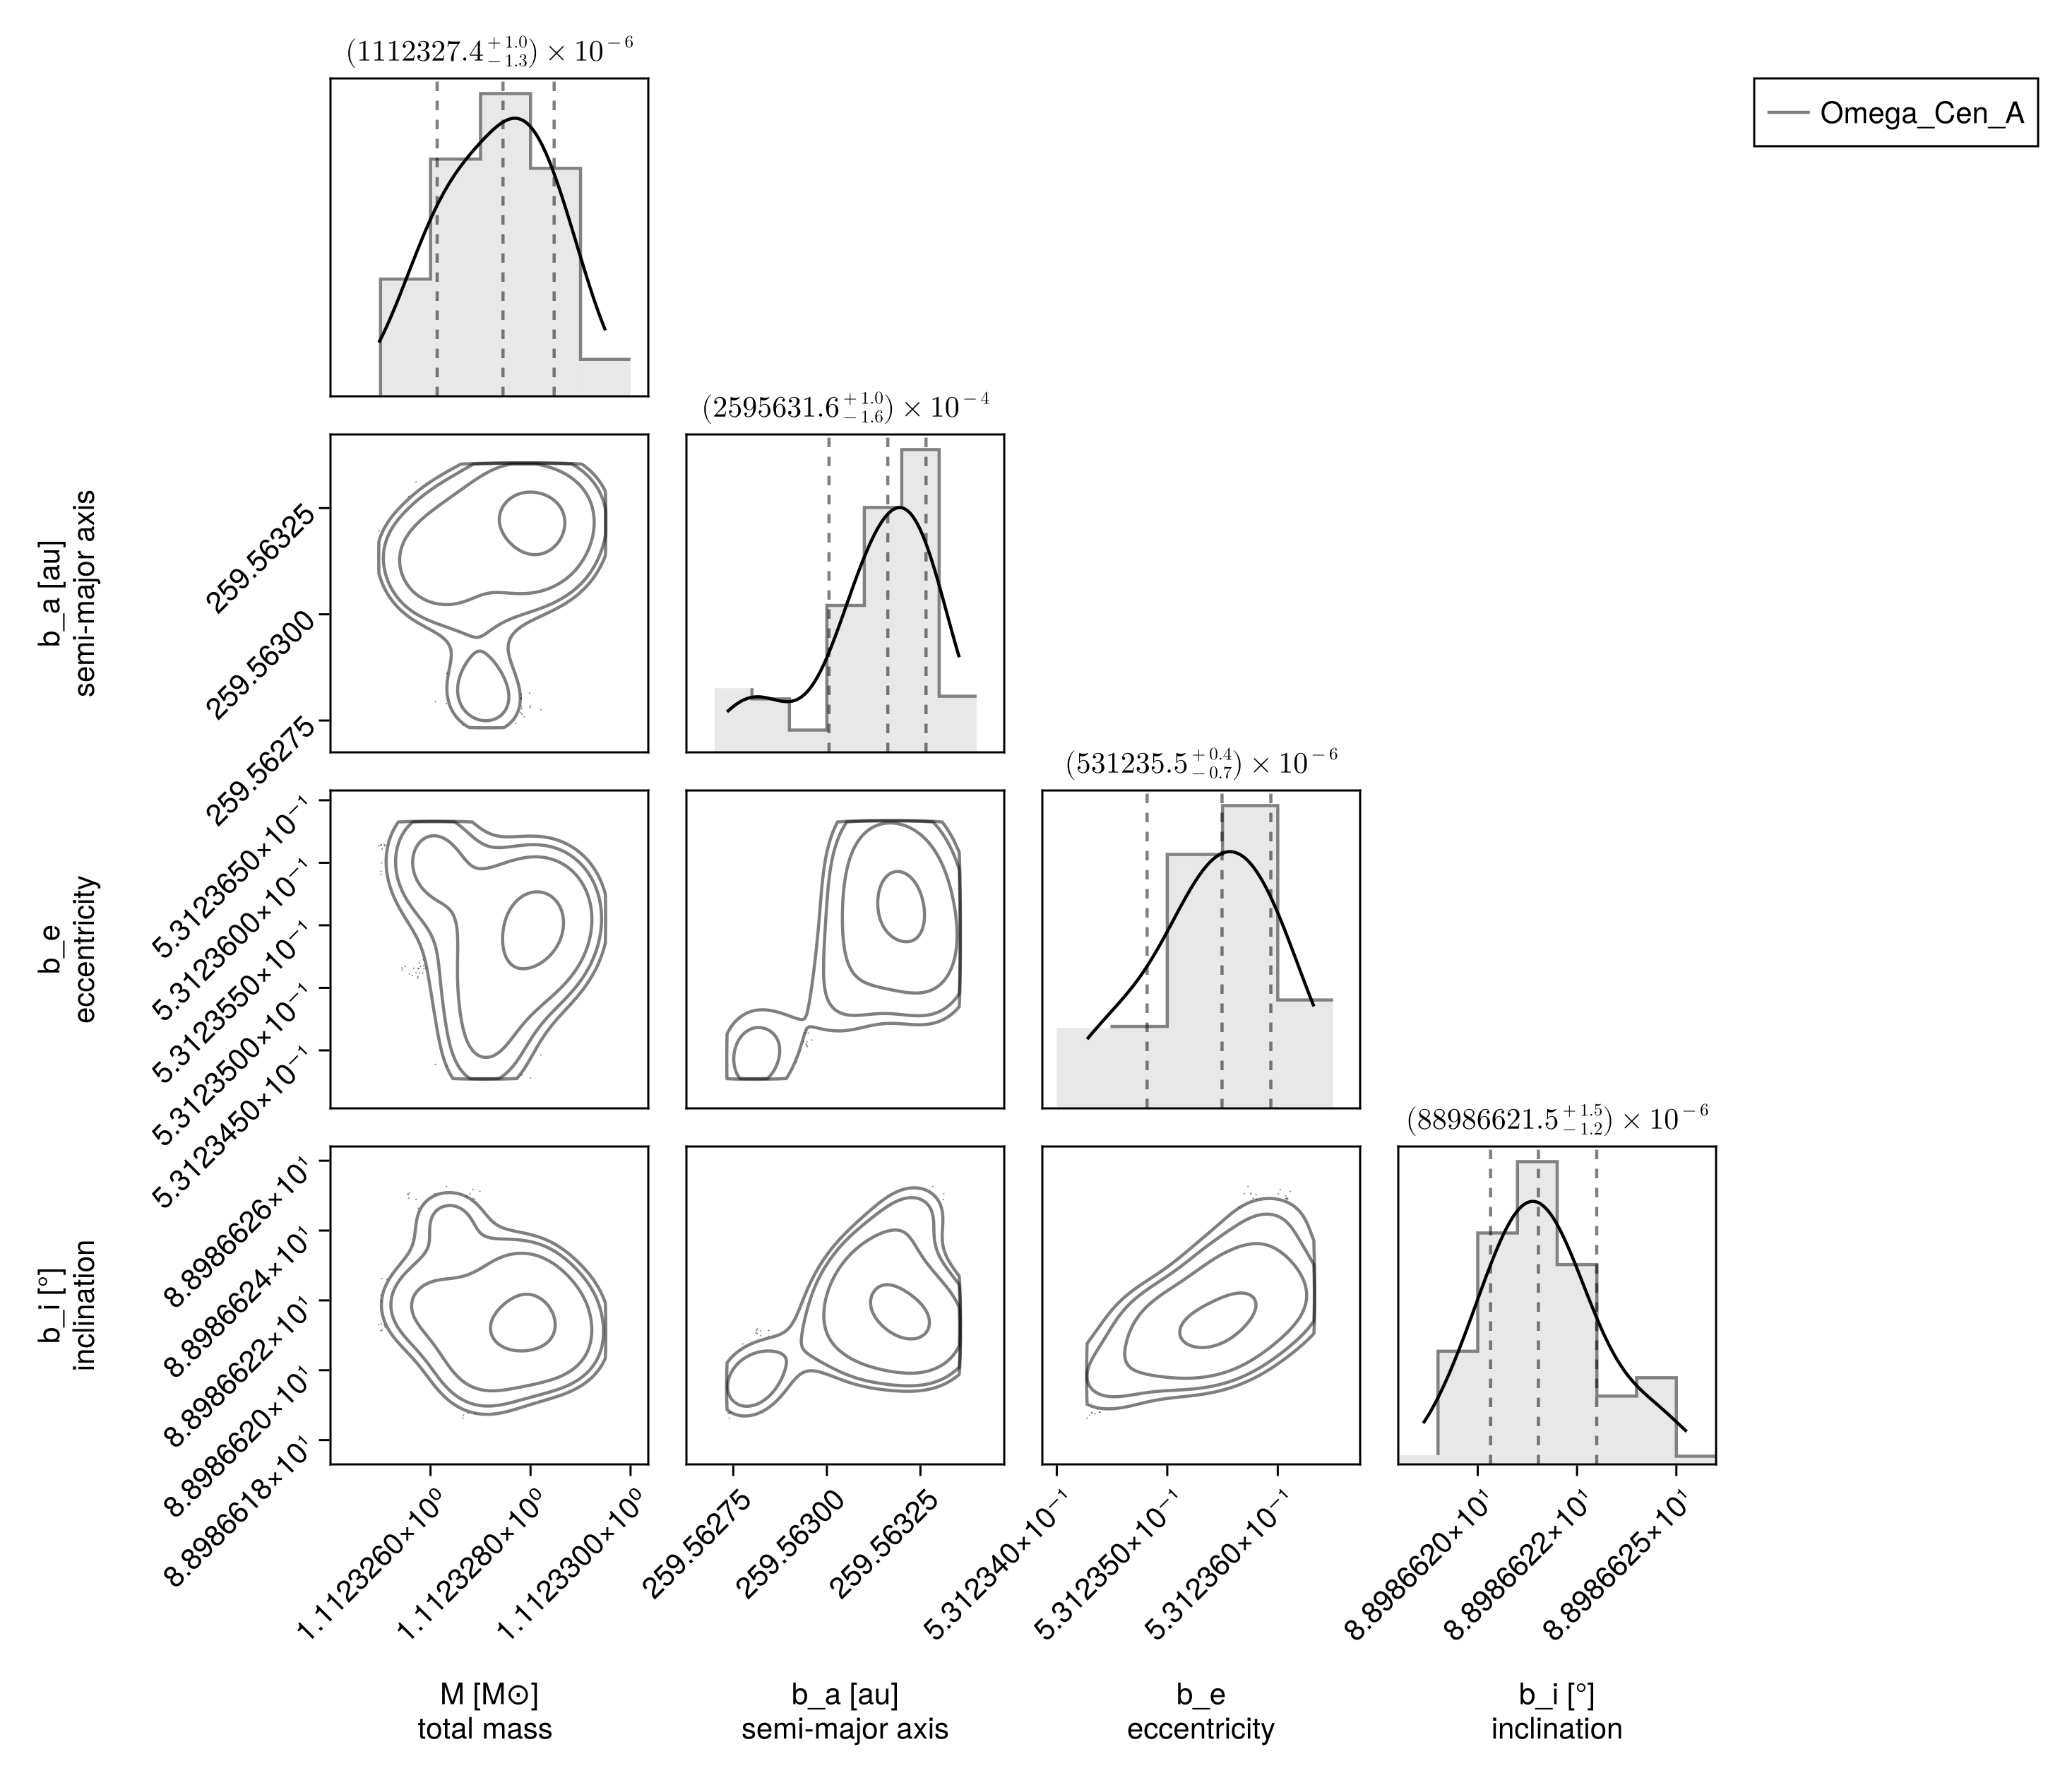 (1112327.4 +1.0 −1.3) × 10⁻⁶
Omega_Cen_A
(2595631.6 +1.0 −1.6) × 10⁻⁴
b_a [au]
semi-major axis
259.56325
259.56300
259.56275
(531235.5 +0.4 −0.7) × 10⁻⁶
b_e
eccentricity
5.3123650×10⁻¹
5.3123600×10⁻¹
5.3123550×10⁻¹
5.3123500×10⁻¹
5.3123450×10⁻¹
(88986621.5 +1.5 −1.2) × 10⁻⁶
b_i [°]
inclination
8.8986626×10¹
8.8986624×10¹
8.8986622×10¹
8.8986620×10¹
8.8986618×10¹
1.1123260×10⁰
1.1123280×10⁰
1.1123300×10⁰
259.56275
259.56300
259.56325
5.312340×10⁻¹
5.312350×10⁻¹
5.312360×10⁻¹
8.8986620×10¹
8.8986622×10¹
8.8986625×10¹
M [M⊙]
total mass
b_a [au]
semi-major axis
b_e
eccentricity
b_i [°]
inclination